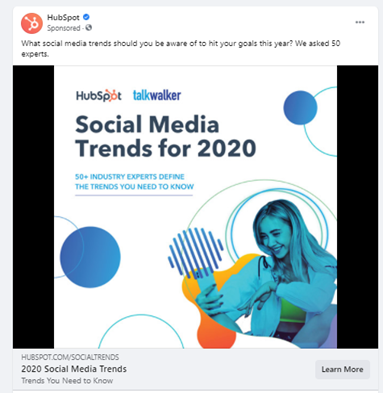 HubSpot
Sponsored ·
What social media trends should you be aware of to hit your goals this year? We asked 50
experts.
HubSpot talkwalker
Social Media
Trends for 2020
50+ INDUSTRY EXPERTS DEFINE
THE TRENDS YOU NEED TO KNOW
HUBSPOT.COM/SOCIALTRENDS
2020 Social Media Trends
Learn More
Trends You Need to Know